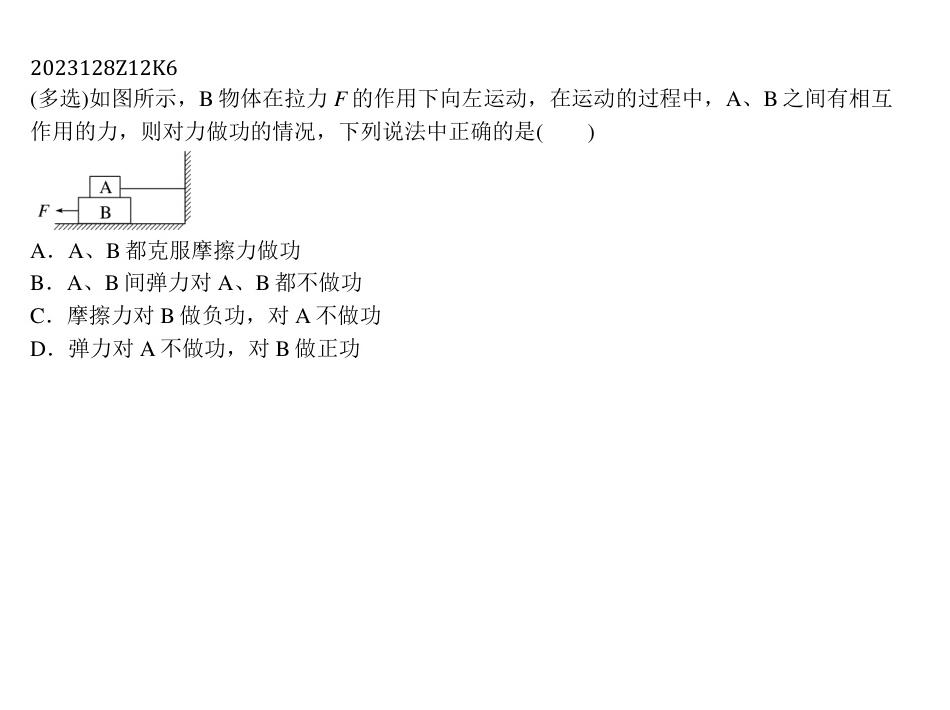 2023128Z12K6
(多选)如图所示，B 物体在拉力 F 的作用下向左运动，在运动的过程中，A、B 之间有相互
作用的力，则对力做功的情况，下列说法中正确的是(　　)
A
F
B
A．A、B 都克服摩擦力做功
B．A、B 间弹力对 A、B 都不做功
C．摩擦力对 B 做负功，对 A 不做功
D．弹力对 A 不做功，对 B 做正功